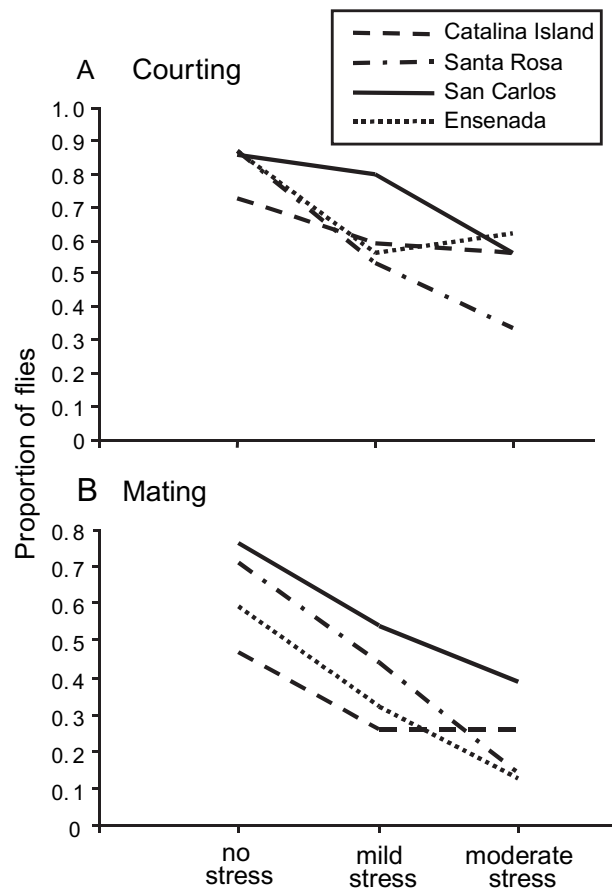 Catalina Island
Santa Rosa
San Carlos
Ensenada
A Courting
1.0
0.9
0.8
0.7
0.6
0.5
0.4
0.3
0.2
0.1
0
Proportion of flies
B Mating
0.8
0.7
0.6
0.5
0.4
0.3
0.2
0.1
0
no
stress
mild
stress
moderate
stress